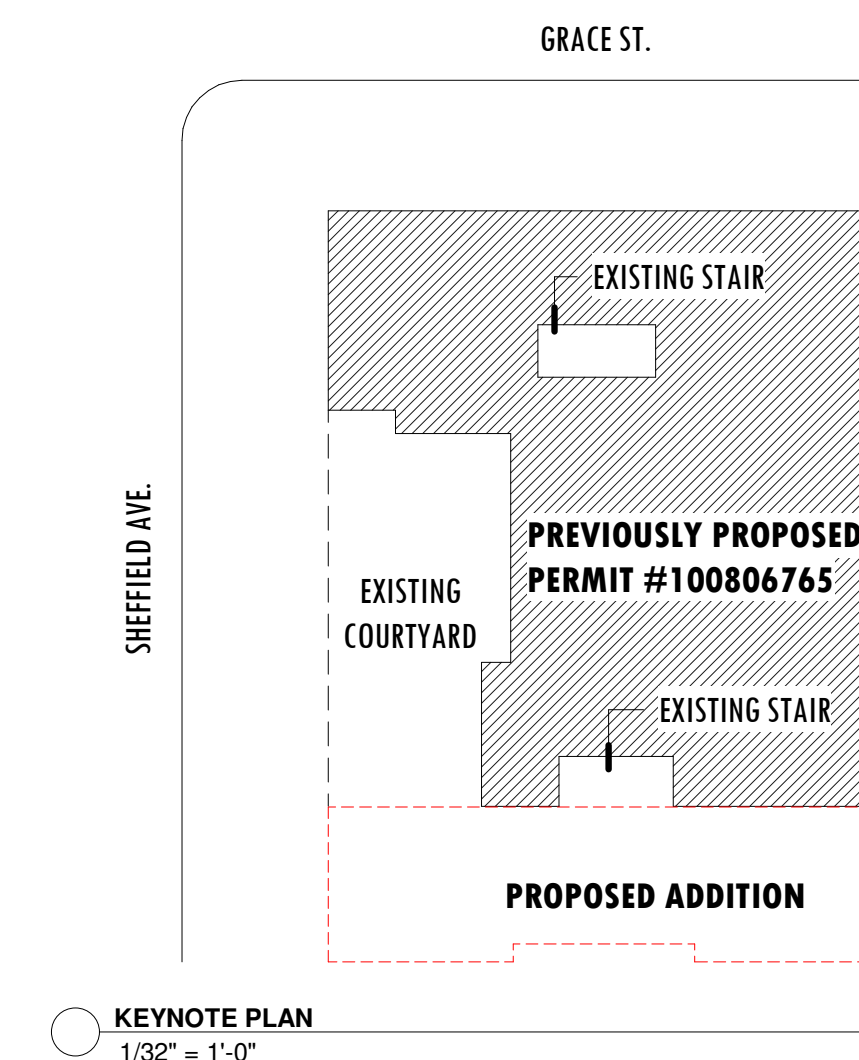 GRACE ST.
EXISTING STAIR
SHEFFIELD AVE.
PREVIOUSLY PROPOSED
PERMIT #100806765
EXISTING
COURTYARD
EXISTING STAIR
PROPOSED ADDITION
KEYNOTE PLAN
1/32" = 1'-0"